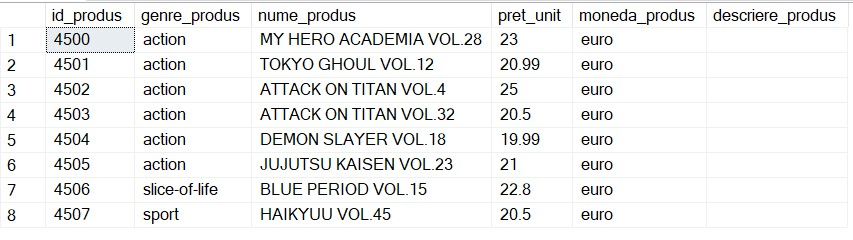 id_produs genre_produs nume_produs pret_unit moneda_produs descriere_produs
1 4500 action MY HERO ACADEMIA VOL.28 23 euro
2 4501 action TOKYO GHOUL VOL.12 20.99 euro
3 4502 action ATTACK ON TITAN VOL.4 25 euro
4 4503 action ATTACK ON TITAN VOL.32 20.5 euro
5 4504 action DEMON SLAYER VOL.18 19.99 euro
6 4505 action JUJUTSU KAISEN VOL.23 21 euro
7 4506 slice-of-life BLUE PERIOD VOL.15 22.8 euro
8 4507 sport HAIKYUU VOL.45 20.5 euro